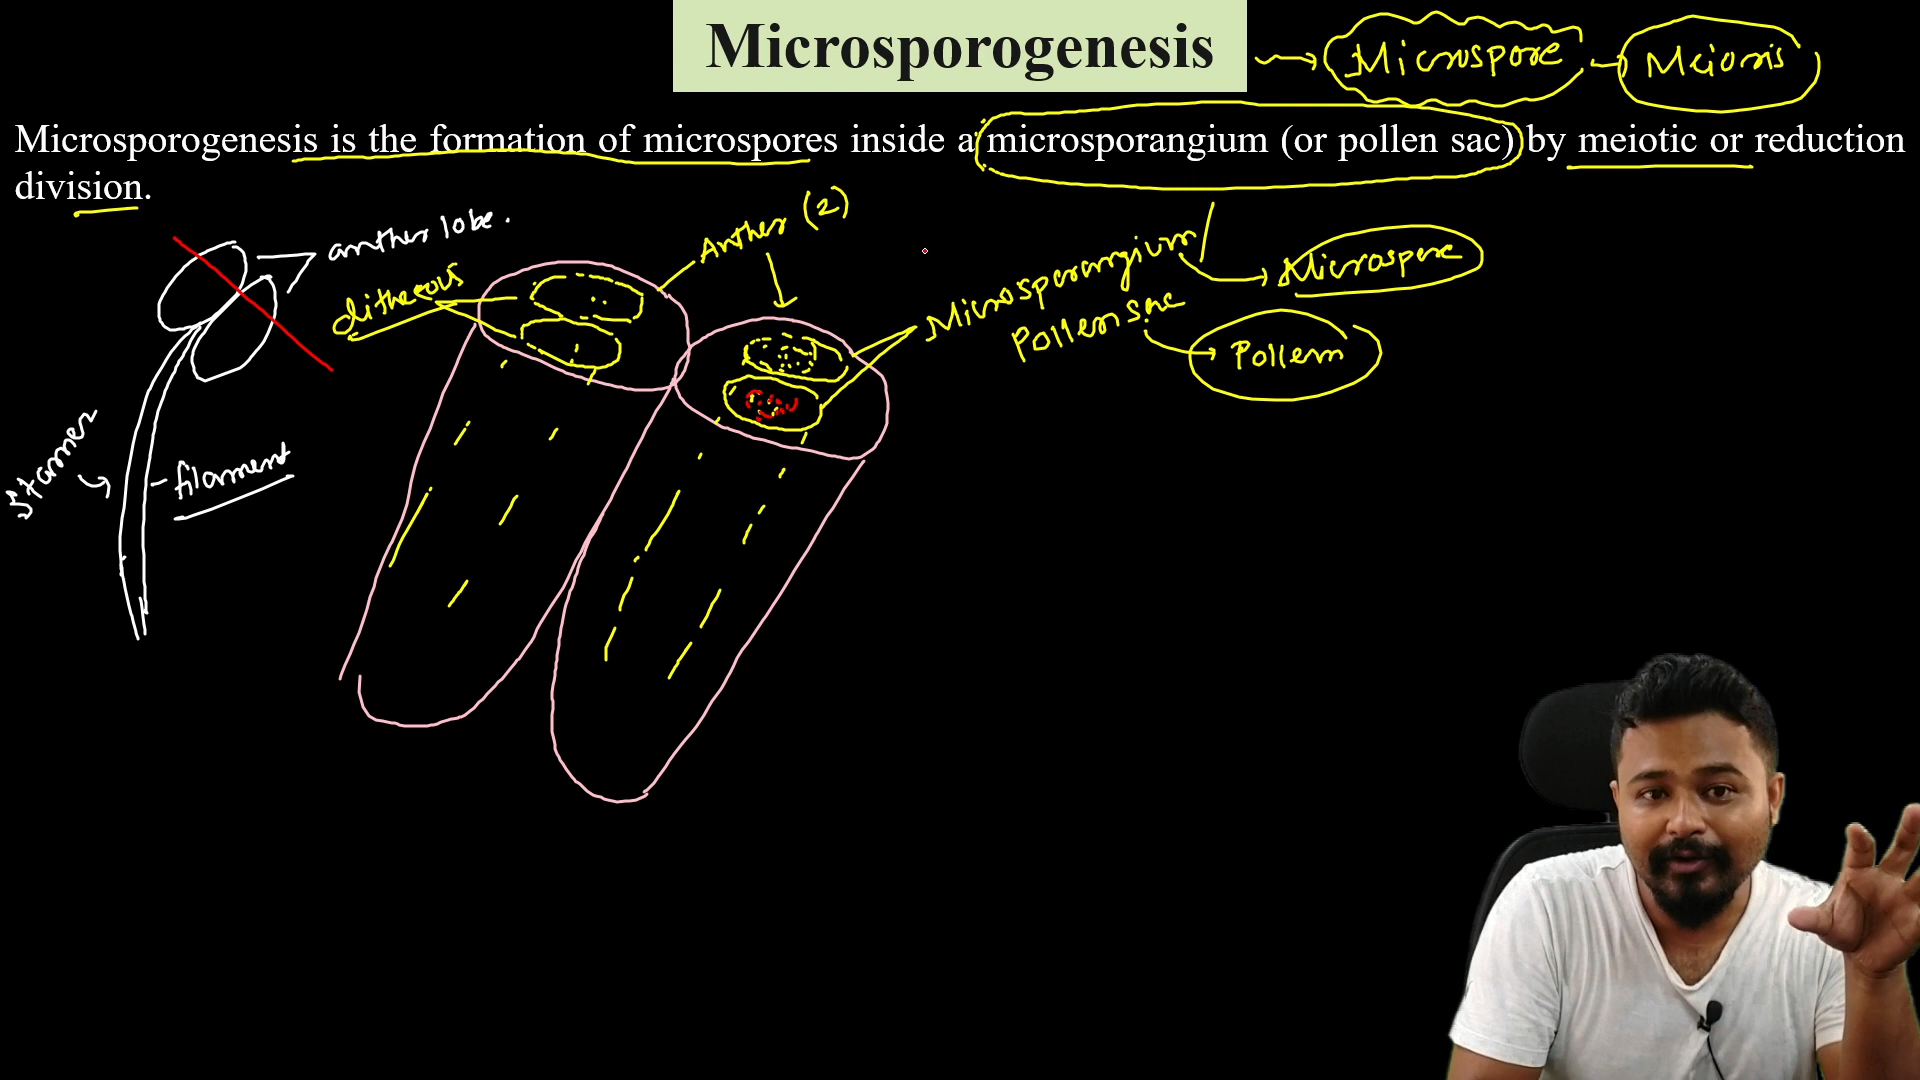 Microsporogenesis
Microspore
Meiosis
Microsporogenesis is the formation of microspores inside a microsporangium (or pollen sac) by meiotic or reduction
division.
anther lobe.
Anther (2)
ditheous
Microsporangium
Microspore
Pollen sac
Pollen
Stamen
filament